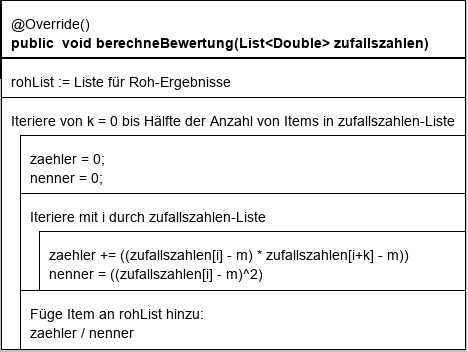 @Override()
public  void berechneBewertung(List<Double> zufallszahlen)
rohList := Liste für Roh-Ergebnisse
Iteriere von k = 0 bis Hälfte der Anzahl von Items in zufallszahlen-Liste
zaehler = 0;
nenner = 0;
Iteriere mit i durch zufallszahlen-Liste
zaehler += ((zufallszahlen[i] - m) * zufallszahlen[i+k] - m))
nenner = ((zufallszahlen[i] - m)^2)
Füge Item an rohList hinzu:
zaehler / nenner